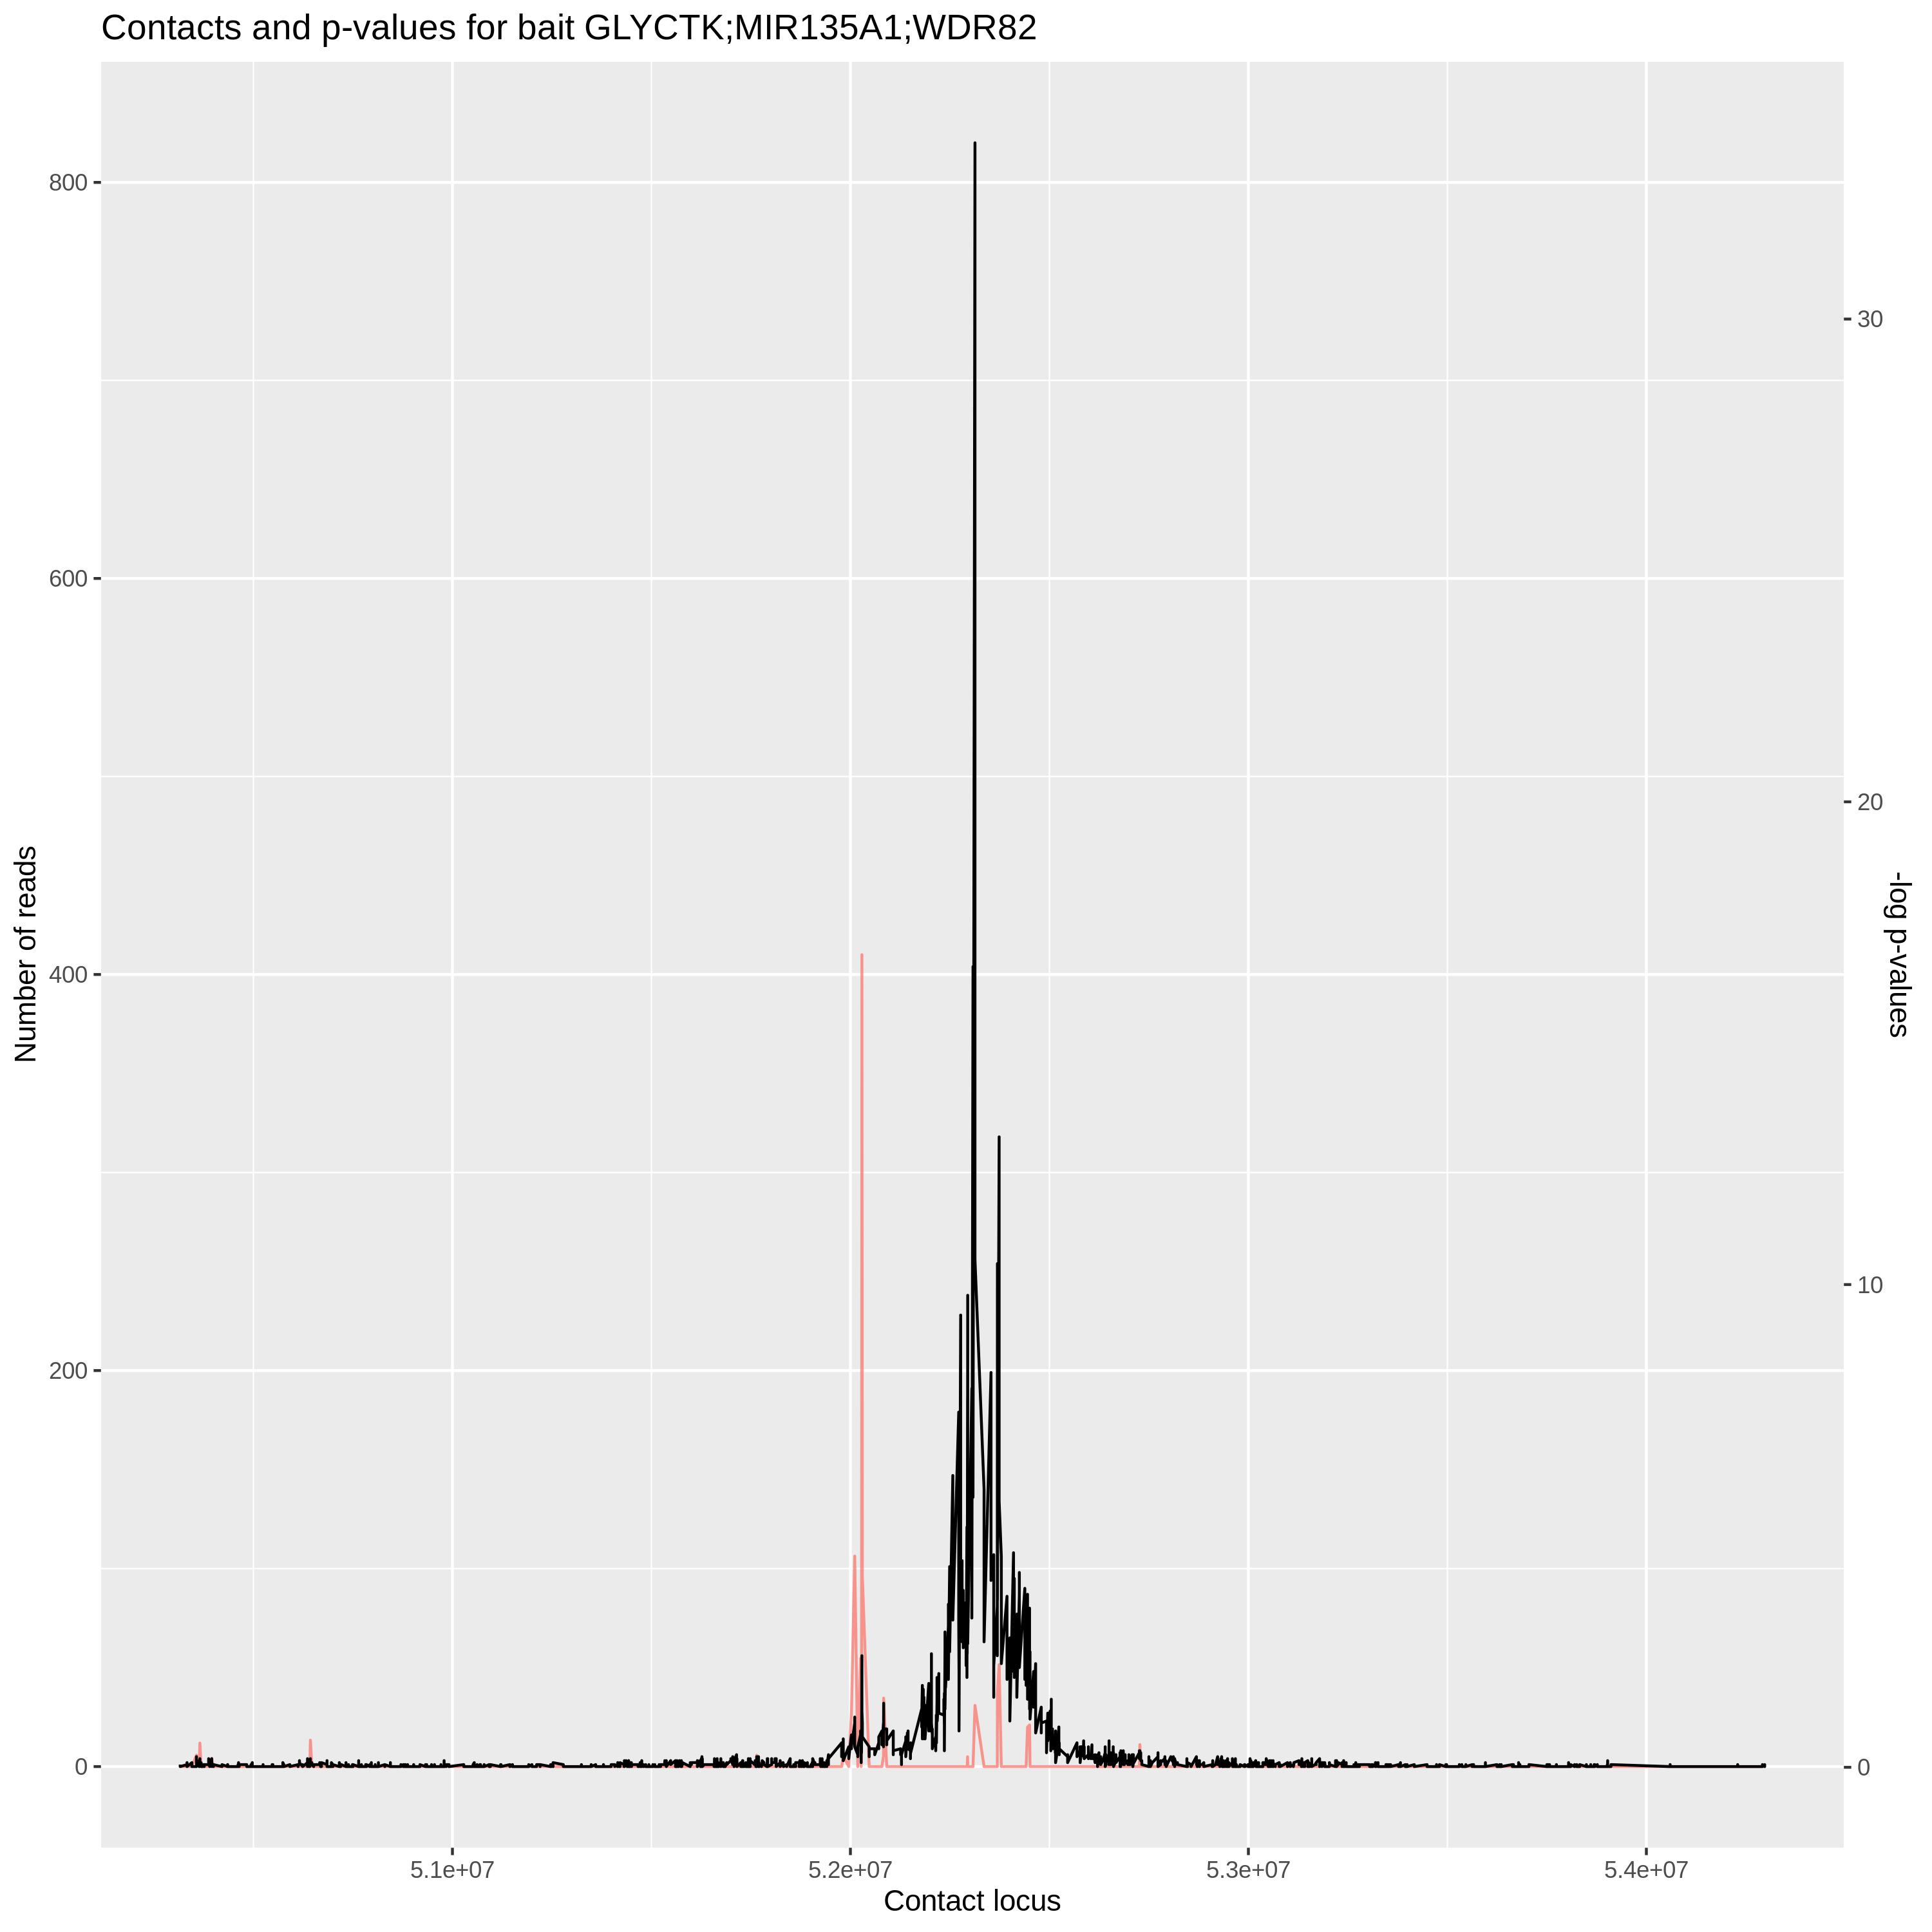 Contacts and p-values for bait GLYCTK;MIR135A1;WDR82
800
600
400
200
0
Number of reads
30
20
10
0
-log p-values
5.1e+07 5.2e+07 5.3e+07 5.4e+07
Contact locus